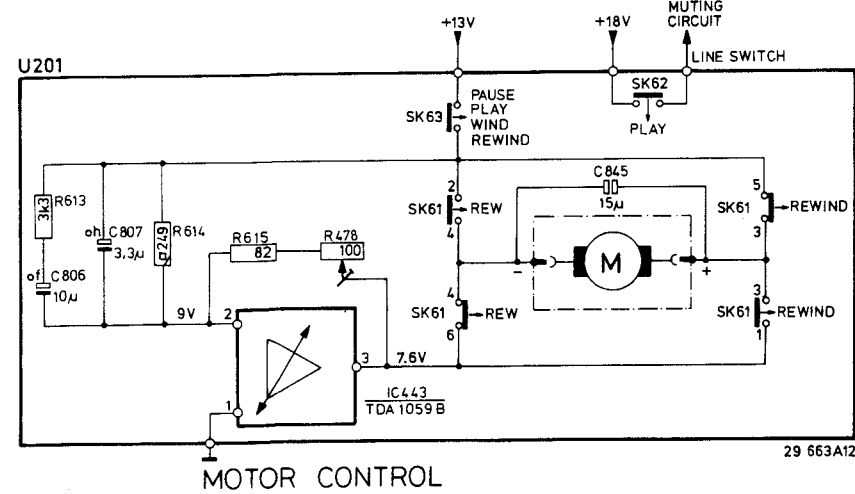 MUTING
CIRCUIT
+13V
+18V
LINE SWITCH
U201
SK62
PLAY
PAUSE
PLAY
WIND
REWIND
SK63
C845
15µ
R613
3k3
C807
3,3µ
R614
249
R615
82
R478
100
C806
10µ
2
SK61
REW
4
5
SK61
REWIND
3
M
-
+
4
SK61
REW
6
3
SK61
REWIND
1
9V
2
3
7.6V
1
IC443
TDA 1059 B
29 663A12
MOTOR CONTROL